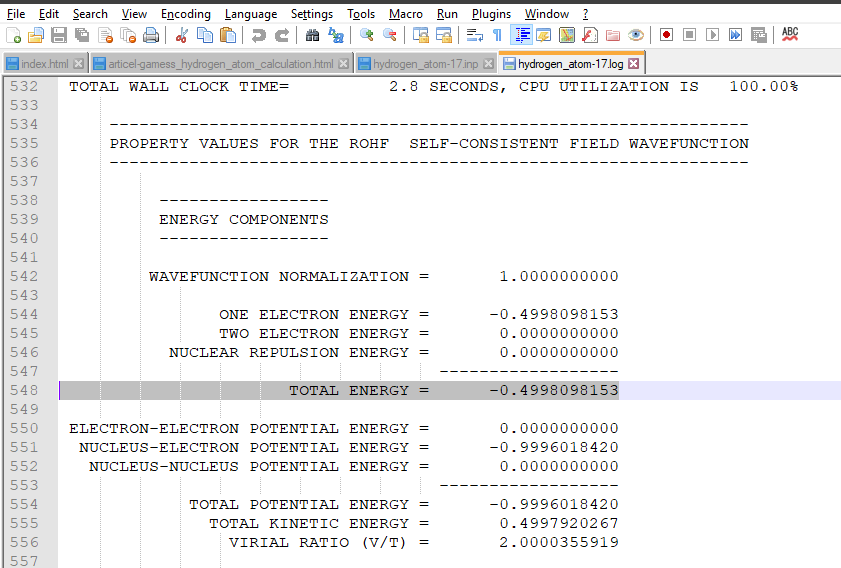 File Edit Search View Encoding Language Settings Tools Macro Run Plugins Window ?
ABC
index.html articel-gamess_hydrogen_atom_calculation.html hydrogen_atom-17.inp hydrogen_atom-17.log
532 TOTAL WALL CLOCK TIME= 2.8 SECONDS, CPU UTILIZATION IS 100.00%
533
534 ----------------------------------------------------------------
535 PROPERTY VALUES FOR THE ROHF SELF-CONSISTENT FIELD WAVEFUNCTION
536 ----------------------------------------------------------------
537
538 -----------------
539 ENERGY COMPONENTS
540 -----------------
541
542 WAVEFUNCTION NORMALIZATION = 1.0000000000
543
544 ONE ELECTRON ENERGY = -0.4998098153
545 TWO ELECTRON ENERGY = 0.0000000000
546 NUCLEAR REPULSION ENERGY = 0.0000000000
547 ------------------
548 TOTAL ENERGY = -0.4998098153
549
550 ELECTRON-ELECTRON POTENTIAL ENERGY = 0.0000000000
551 NUCLEUS-ELECTRON POTENTIAL ENERGY = -0.9996018420
552 NUCLEUS-NUCLEUS POTENTIAL ENERGY = 0.0000000000
553 ------------------
554 TOTAL POTENTIAL ENERGY = -0.9996018420
555 TOTAL KINETIC ENERGY = 0.4997920267
556 VIRIAL RATIO (V/T) = 2.0000355919
557